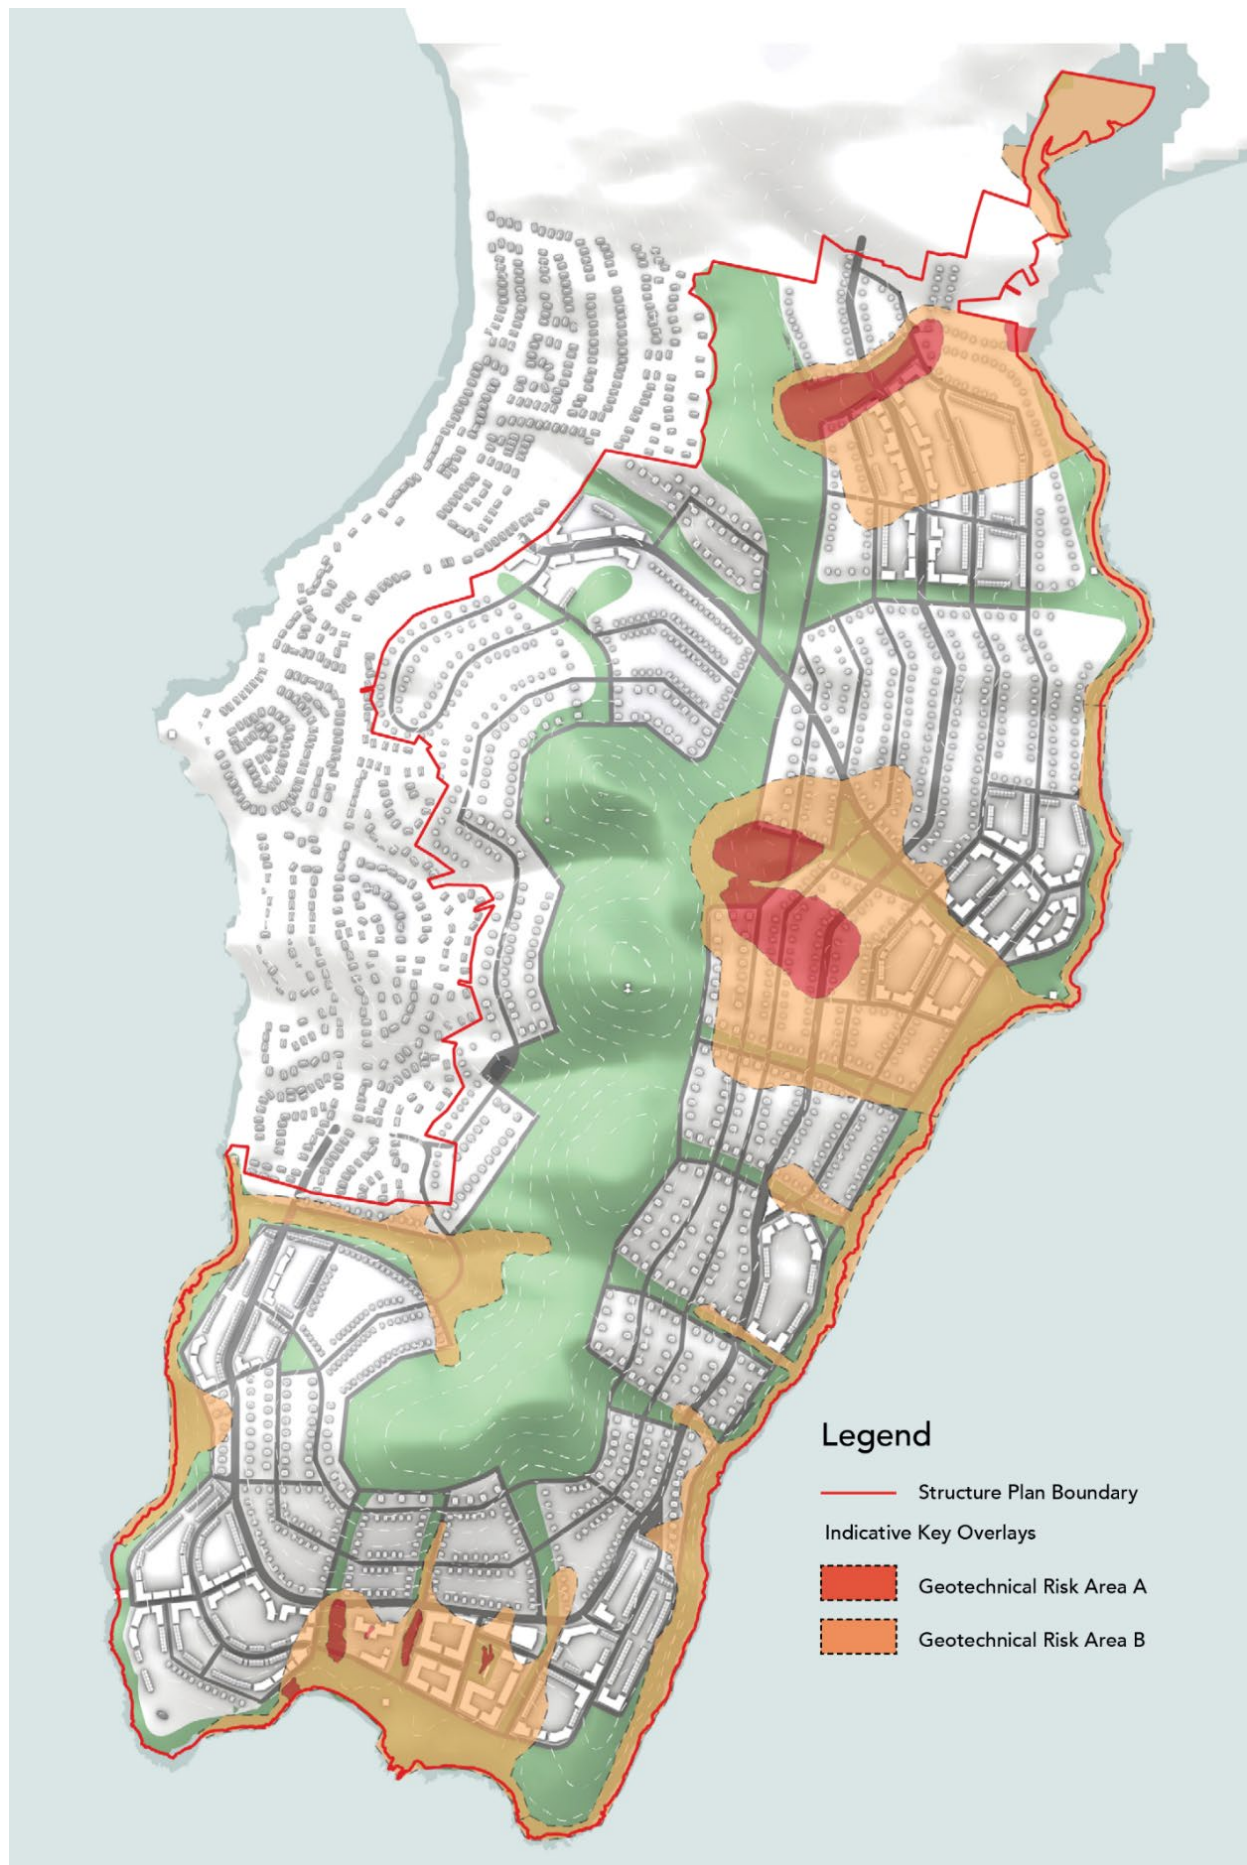 Legend
Structure Plan Boundary
Indicative Key Overlays
Geotechnical Risk Area A
Geotechnical Risk Area B